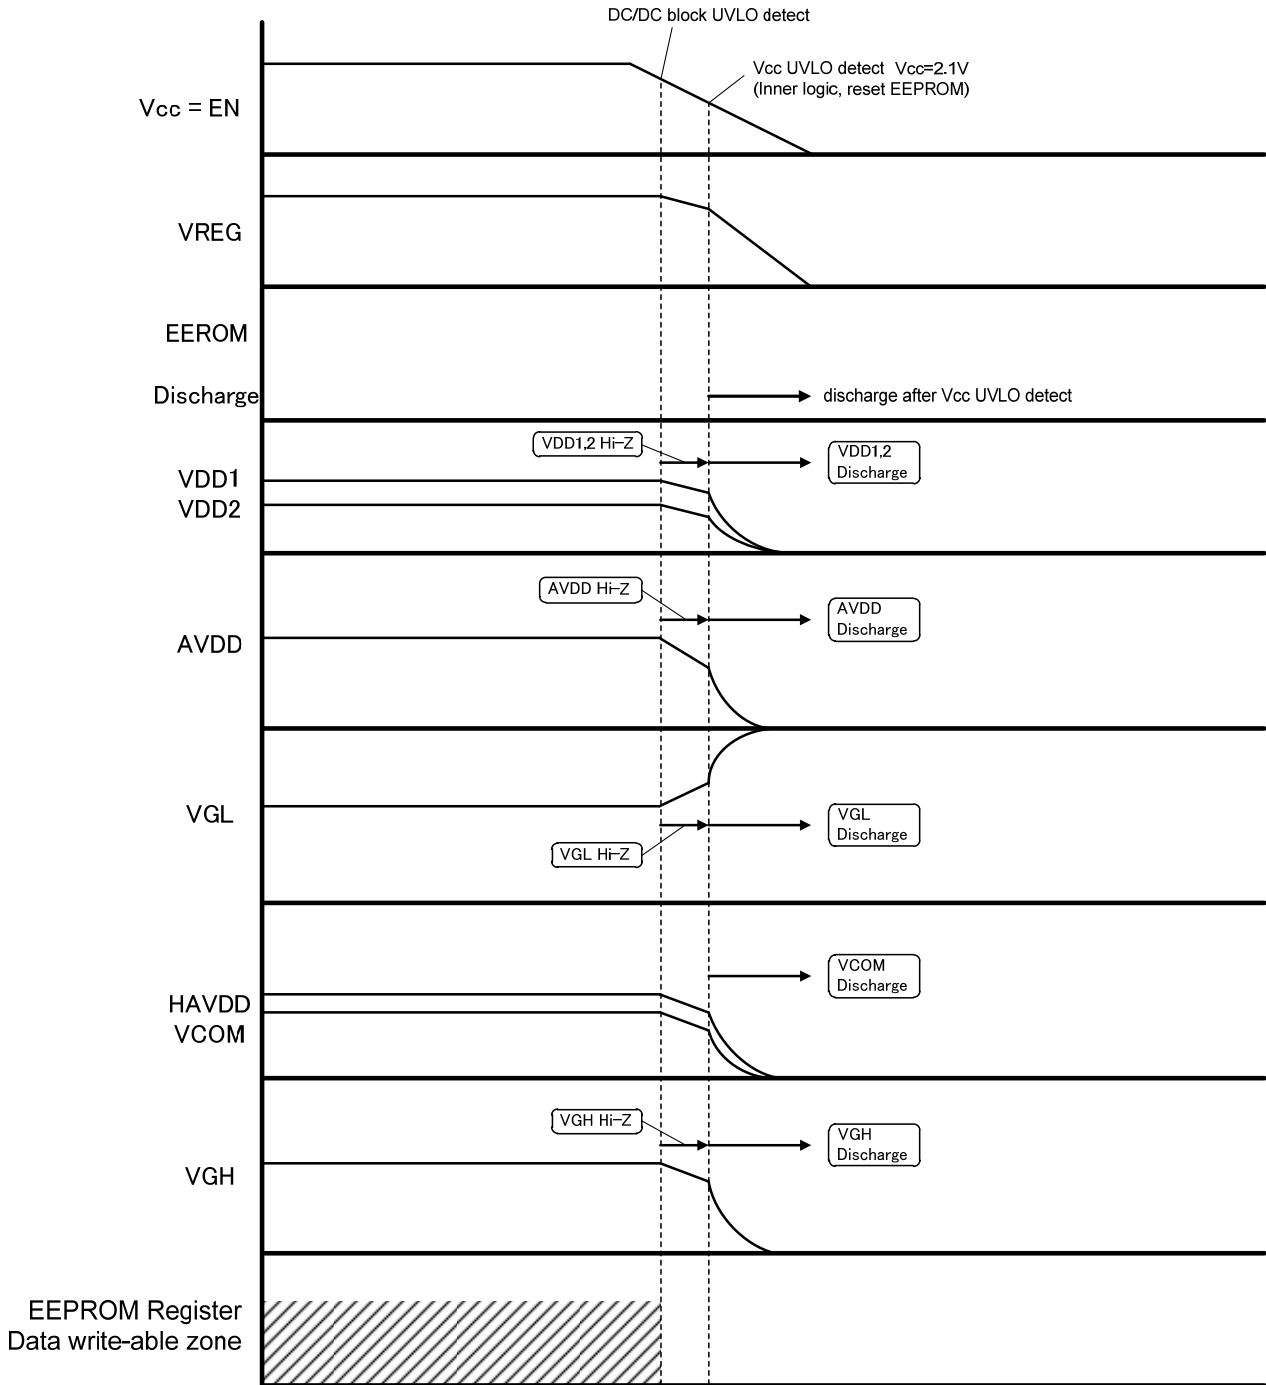 DC/DC block UVLO detect
Vcc UVLO detect Vcc=2.1V
(Inner logic, reset EEPROM)
Vcc = EN
VREG
EEROM
Discharge
discharge after Vcc UVLO detect
VDD1,2 Hi-Z
VDD1,2
Discharge
VDD1
VDD2
AVDD Hi-Z
AVDD
Discharge
AVDD
VGL
VGL
Discharge
VGL Hi-Z
VCOM
Discharge
HAVDD
VCOM
VGH Hi-Z
VGH
Discharge
VGH
EEPROM Register
Data write-able zone